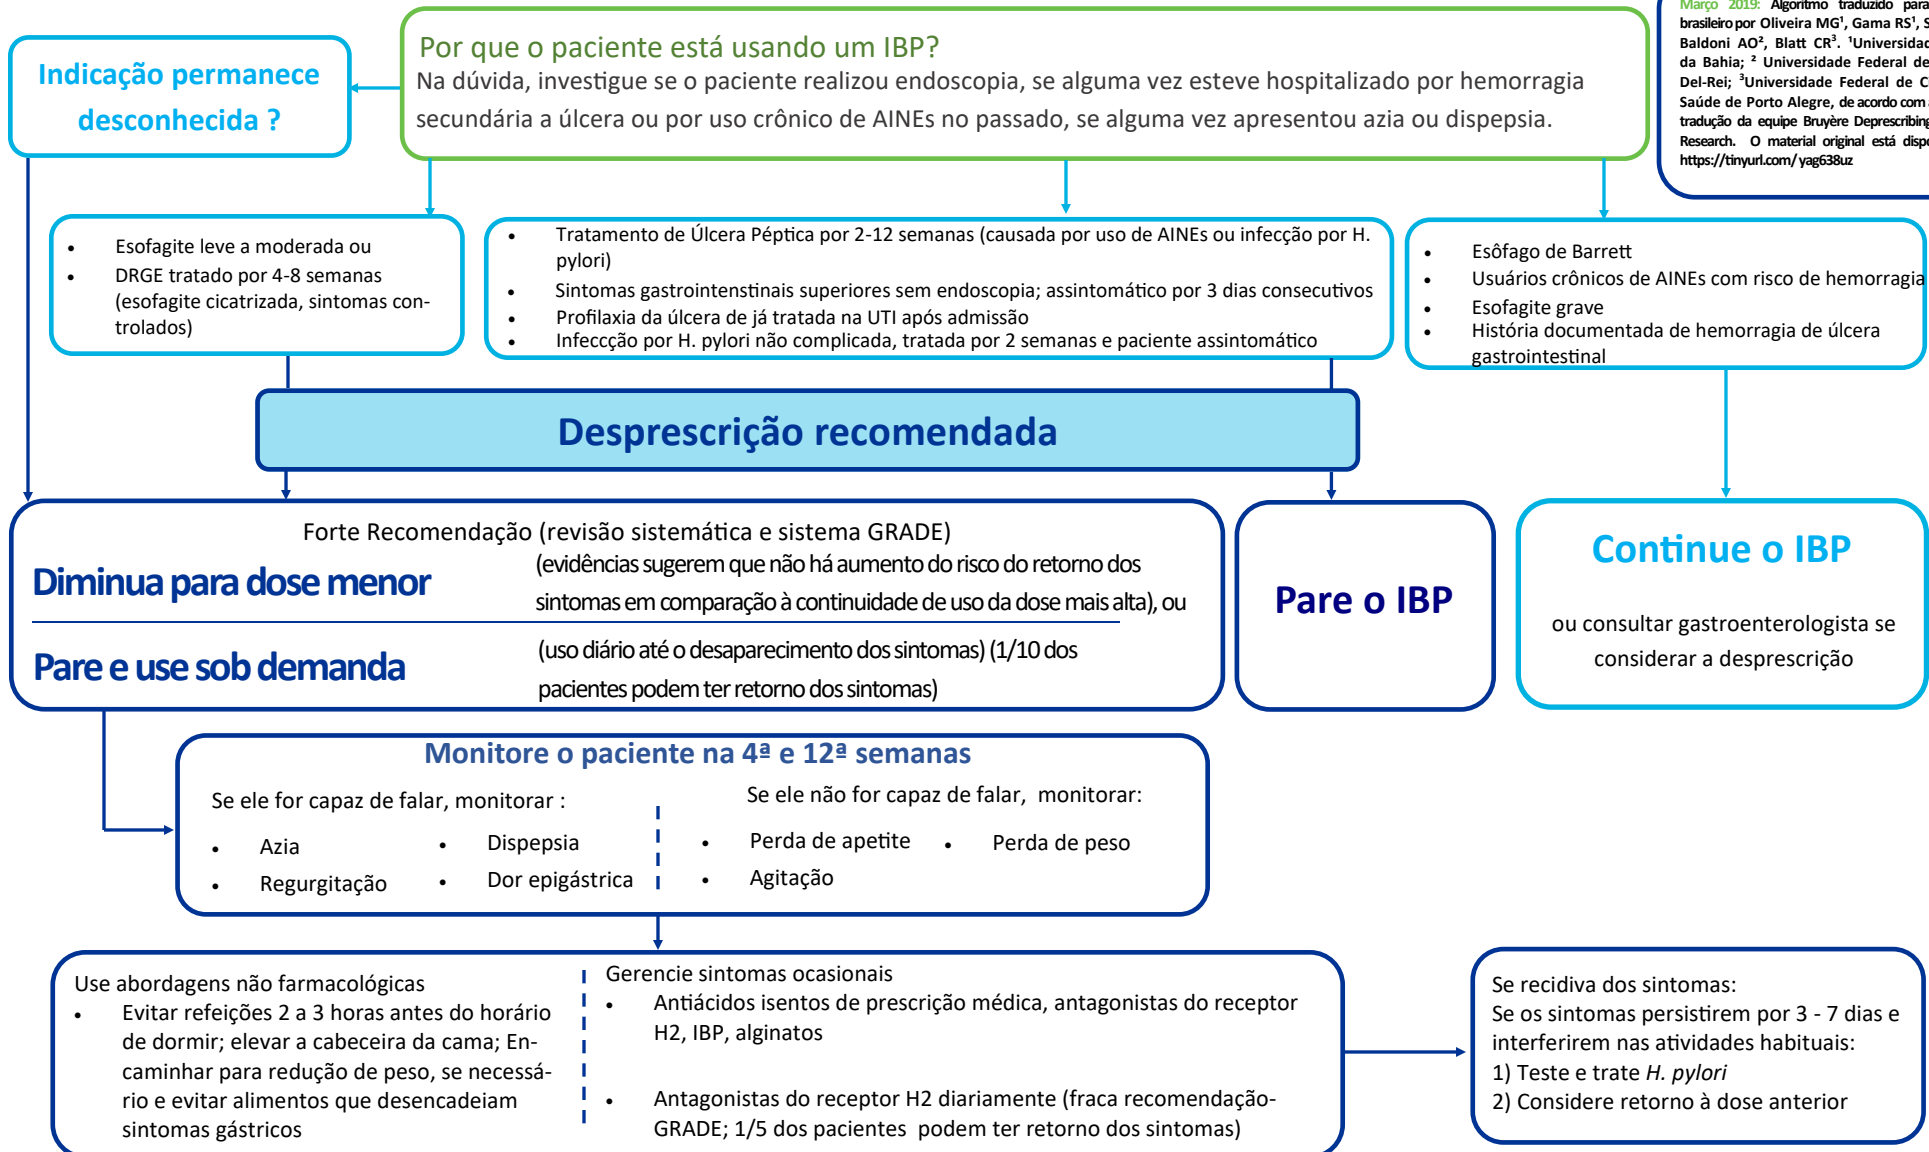 Março 2019: Algoritmo traduzido para
brasileiro por Oliveira MG¹, Gama RS¹, S
Baldoni AO², Blatt CR³. ¹Universidad
da Bahia; ² Universidade Federal de
Del-Rei; ³Universidade Federal de C
Saúde de Porto Alegre, de acordo com a
tradução da equipe Bruyère Deprescribing
Research. O material original está disp
https://tinyurl.com/ yag638uz
Por que o paciente está usando um IBP?
Na dúvida, investigue se o paciente realizou endoscopia, se alguma vez esteve hospitalizado por hemorragia
secundária a úlcera ou por uso crônico de AINEs no passado, se alguma vez apresentou azia ou dispepsia.
Indicação permanece
desconhecida ?
• Esofagite leve a moderada ou
• DRGE tratado por 4-8 semanas
(esofagite cicatrizada, sintomas con-
trolados)
• Tratamento de Úlcera Péptica por 2-12 semanas (causada por uso de AINEs ou infecção por H.
pylori)
• Sintomas gastrointenstinais superiores sem endoscopia; assintomático por 3 dias consecutivos
• Profilaxia da úlcera de já tratada na UTI após admissão
• Infeccção por H. pylori não complicada, tratada por 2 semanas e paciente assintomático
• Esôfago de Barrett
• Usuários crônicos de AINEs com risco de hemorragia
• Esofagite grave
• História documentada de hemorragia de úlcera
gastrointestinal
Desprescrição recomendada
Forte Recomendação (revisão sistemática e sistema GRADE)
Diminua para dose menor
(evidências sugerem que não há aumento do risco do retorno dos
sintomas em comparação à continuidade de uso da dose mais alta), ou
Pare e use sob demanda
(uso diário até o desaparecimento dos sintomas) (1/10 dos
pacientes podem ter retorno dos sintomas)
Pare o IBP
Continue o IBP
ou consultar gastroenterologista se
considerar a desprescrição
Monitore o paciente na 4ª e 12ª semanas
Se ele for capaz de falar, monitorar :
• Azia • Dispepsia
• Regurgitação • Dor epigástrica
Se ele não for capaz de falar, monitorar:
• Perda de apetite • Perda de peso
• Agitação
Use abordagens não farmacológicas
• Evitar refeições 2 a 3 horas antes do horário
de dormir; elevar a cabeceira da cama; En-
caminhar para redução de peso, se necessá-
rio e evitar alimentos que desencadeiam
sintomas gástricos
Gerencie sintomas ocasionais
• Antiácidos isentos de prescrição médica, antagonistas do receptor
H2, IBP, alginatos
• Antagonistas do receptor H2 diariamente (fraca recomendação-
GRADE; 1/5 dos pacientes podem ter retorno dos sintomas)
Se recidiva dos sintomas:
Se os sintomas persistirem por 3 - 7 dias e
interferirem nas atividades habituais:
1) Teste e trate H. pylori
2) Considere retorno à dose anterior